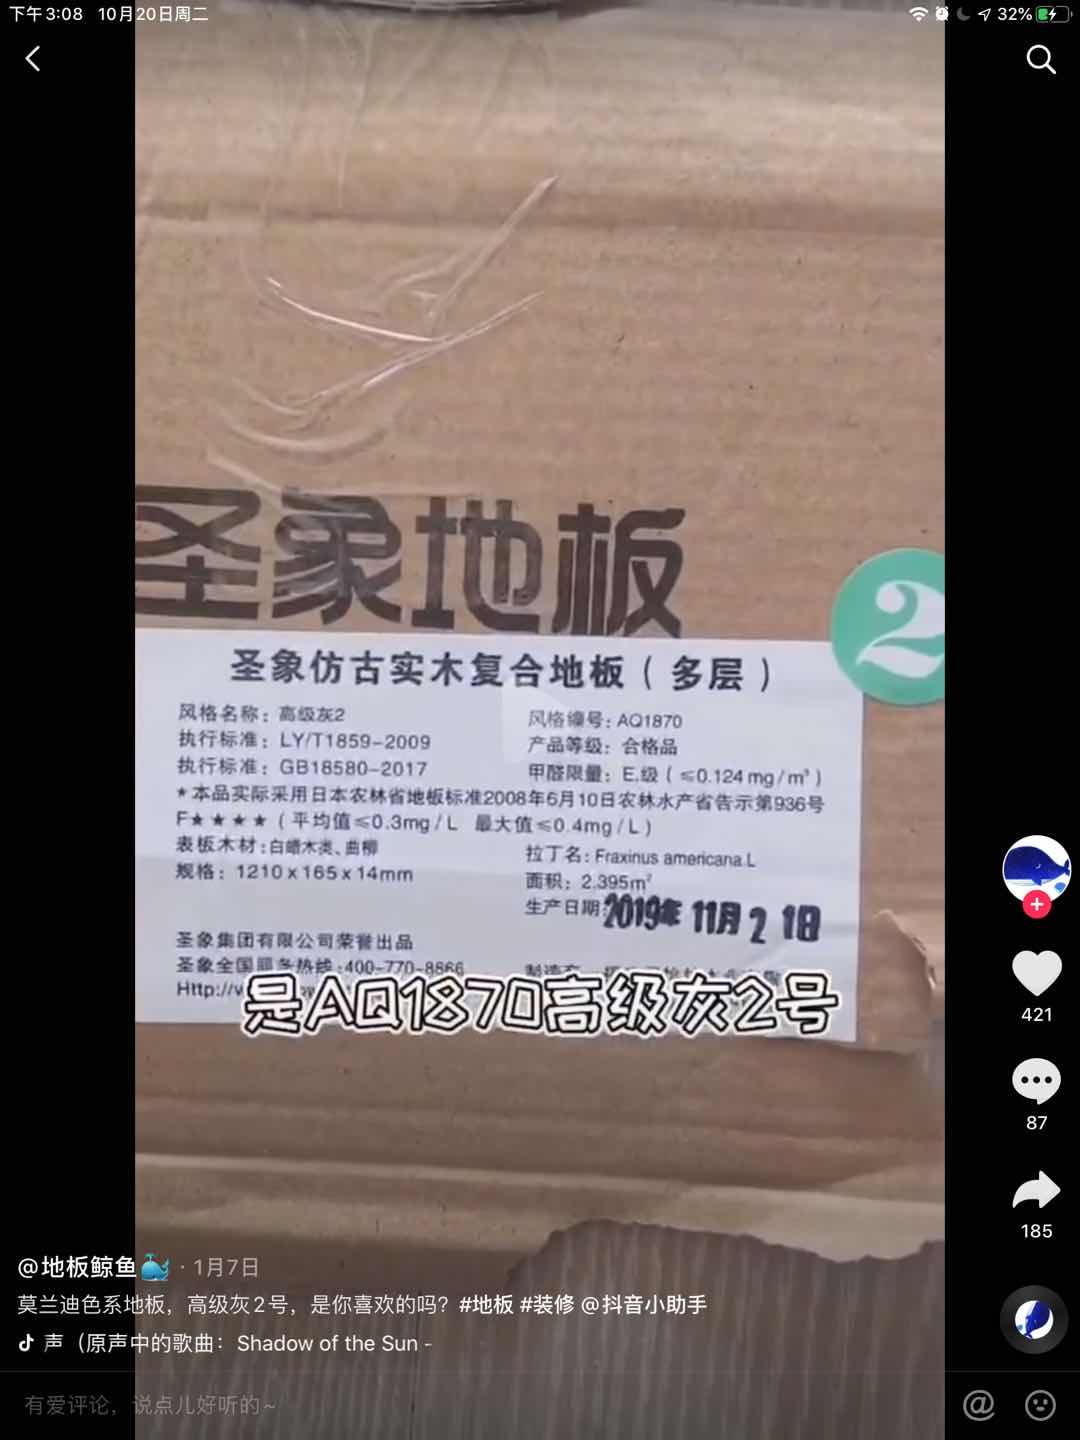 下午3:08 10月20日周二
32%
圣象地板
2
圣象仿古实木复合地板（多层）
风格名称：高级灰2
风格编号：AQ1870
执行标准：LY/T1859-2009
产品等级：合格品
执行标准：GB18580-2017
甲醛限量：E₁级（≤0.124mg/m³）
*本品实际采用日本农林省地板标准2008年6月10日农林水产省告示第936号
F★★★★（平均值≤0.3mg/L 最大值≤0.4mg/L）
表板木材：白蜡木类、曲柳
拉丁名：Fraxinus americana.L
规格：1210x165x14mm
面积：2.395m²
生产日期：2019年 11月 2 1日
圣象集团有限公司荣誉出品
圣象全国服务热线：400-770-8866
制造商：
Http://
是AQ1870高级灰2号
421
87
185
@地板鲸鱼 · 1月7日
莫兰迪色系地板，高级灰2号，是你喜欢的吗？#地板 #装修 @抖音小助手
声（原声中的歌曲：Shadow of the Sun -
有爱评论，说点儿好听的~